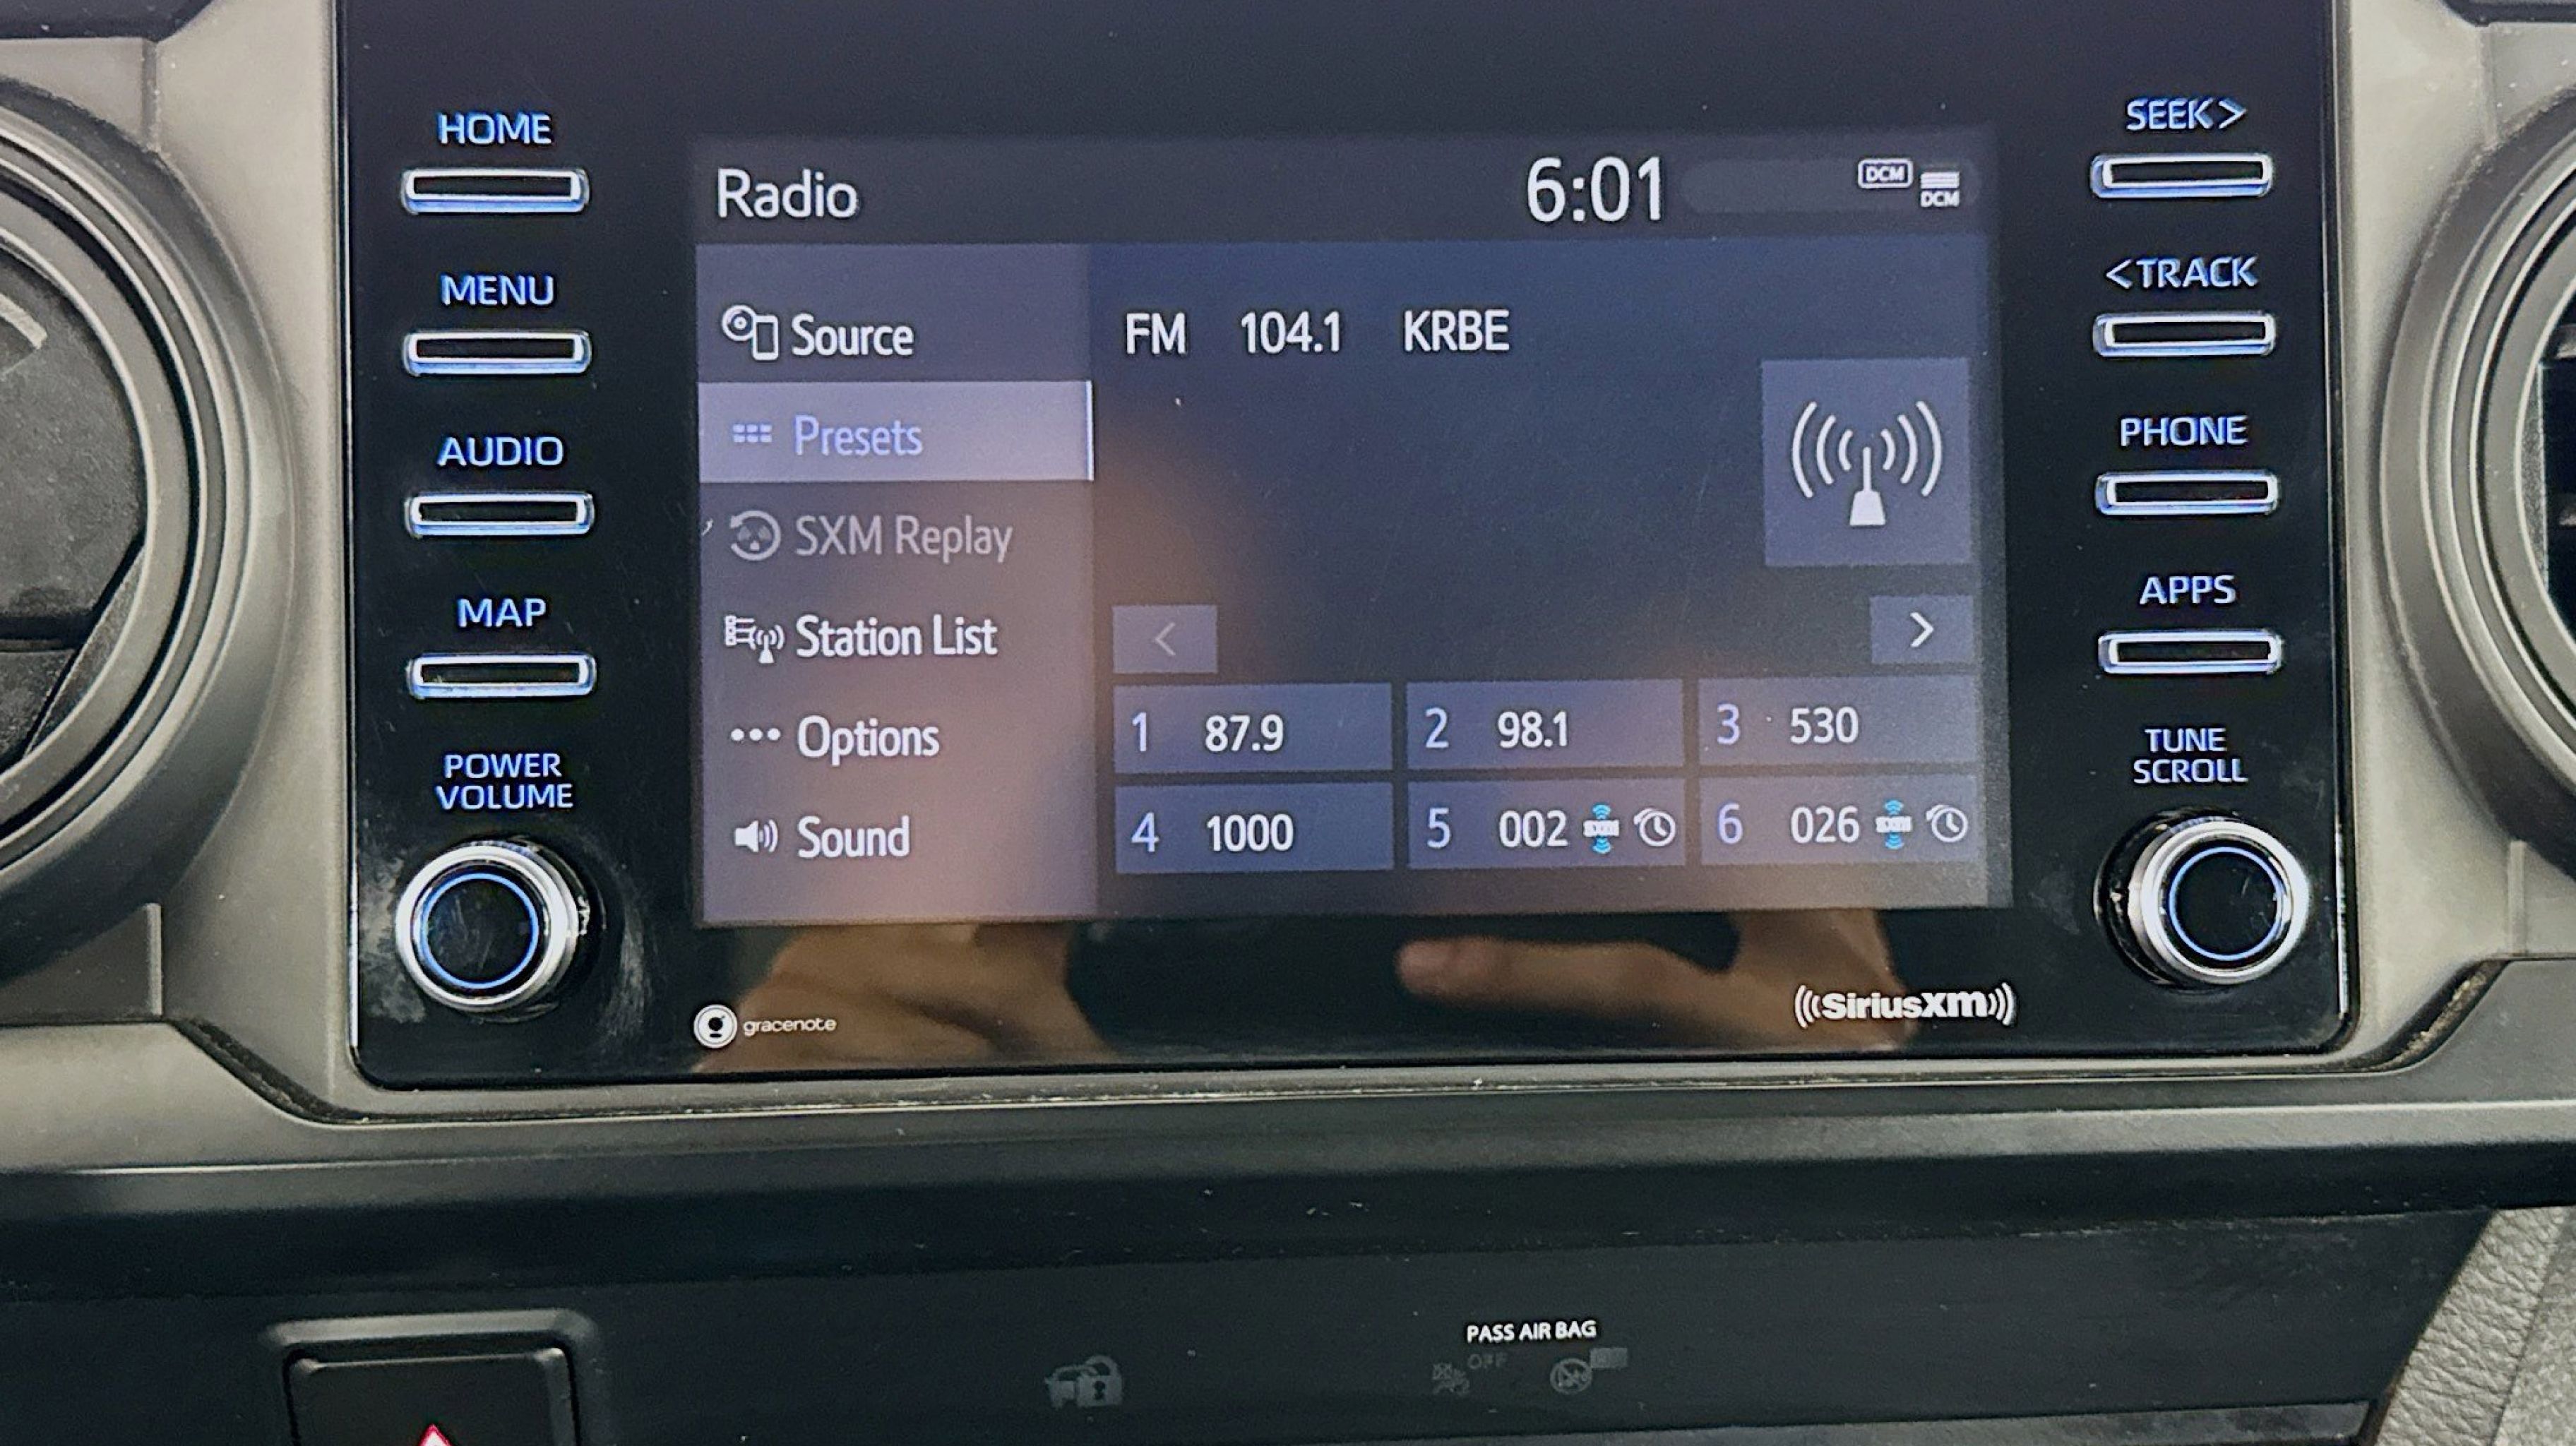 HOME
MENU
AUDIO
MAP
POWER
VOLUME
Radio 6:01 DCM DCM
Source
Presets
SXM Replay
Station List
Options
Sound
FM 104.1 KRBE
< >
1 87.9 2 98.1 3 530
4 1000 5 002 SXM 6 026 SXM
SEEK>
<TRACK
PHONE
APPS
TUNE
SCROLL
gracenote
SiriusXM
PASS AIR BAG
OFF